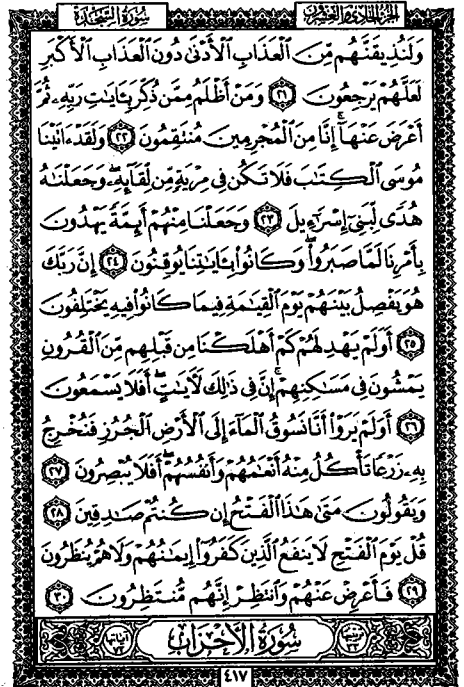 الجزء الحادي والعشرون سورة السجدة
وَلَنُذِيقَنَّهُم مِّنَ ٱلْعَذَابِ ٱلْأَدْنَىٰ دُونَ ٱلْعَذَابِ ٱلْأَكْبَرِ
لَعَلَّهُمْ يَرْجِعُونَ ٢١ وَمَنْ أَظْلَمُ مِمَّن ذُكِّرَ بِـَٔايَٰتِ رَبِّهِۦ ثُمَّ
أَعْرَضَ عَنْهَآ ۚ إِنَّا مِنَ ٱلْمُجْرِمِينَ مُنتَقِمُونَ ٢٢ وَلَقَدْ ءَاتَيْنَا
مُوسَى ٱلْكِتَٰبَ فَلَا تَكُن فِى مِرْيَةٍ مِّن لِّقَآئِهِۦ ۖ وَجَعَلْنَٰهُ
هُدًى لِّبَنِىٓ إِسْرَٰٓءِيلَ ٢٣ وَجَعَلْنَا مِنْهُمْ أَئِمَّةً يَهْدُونَ
بِأَمْرِنَا لَمَّا صَبَرُوا۟ ۖ وَكَانُوا۟ بِـَٔايَٰتِنَا يُوقِنُونَ ٢٤ إِنَّ رَبَّكَ
هُوَ يَفْصِلُ بَيْنَهُمْ يَوْمَ ٱلْقِيَٰمَةِ فِيمَا كَانُوا۟ فِيهِ يَخْتَلِفُونَ
٢٥ أَوَلَمْ يَهْدِ لَهُمْ كَمْ أَهْلَكْنَا مِن قَبْلِهِم مِّنَ ٱلْقُرُونِ
يَمْشُونَ فِى مَسَٰكِنِهِمْ ۚ إِنَّ فِى ذَٰلِكَ لَءَايَٰتٍ ۖ أَفَلَا يَسْمَعُونَ
٢٦ أَوَلَمْ يَرَوْا۟ أَنَّا نَسُوقُ ٱلْمَآءَ إِلَى ٱلْأَرْضِ ٱلْجُرُزِ فَنُخْرِجُ
بِهِۦ زَرْعًا تَأْكُلُ مِنْهُ أَنْعَٰمُهُمْ وَأَنفُسُهُمْ ۖ أَفَلَا يُبْصِرُونَ ٢٧
وَيَقُولُونَ مَتَىٰ هَٰذَا ٱلْفَتْحُ إِن كُنتُمْ صَٰدِقِينَ ٢٨
قُلْ يَوْمَ ٱلْفَتْحِ لَا يَنفَعُ ٱلَّذِينَ كَفَرُوٓا۟ إِيمَٰنُهُمْ وَلَا هُمْ يُنظَرُونَ
٢٩ فَأَعْرِضْ عَنْهُمْ وَٱنتَظِرْ إِنَّهُم مُّنتَظِرُونَ ٣٠
ترتيبها ٣٣ سُورَةُ الأَحْزَابِ آياتها ٧٣
٤١٧